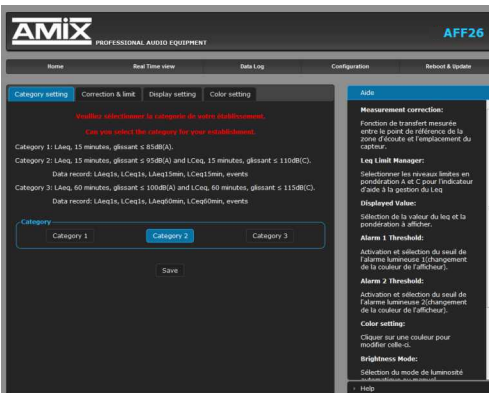 AMIX
PROFESSIONAL AUDIO EQUIPMENT
AFF26
Home Real Time view Data Log Configuration Reboot & Update
Category setting Correction & limit Display setting Color setting
Veuillez sélectionner la categorie de votre établissement.
Can you select the category for your establishment.
Category 1: LAeq, 15 minutes, glissant ≤ 85dB(A).
Category 2: LAeq, 15 minutes, glissant ≤ 95dB(A) and LCeq, 15 minutes, glissant ≤ 110dB(C).
Data record: LAeq1s, LCeq1s, LAeq15min, LCeq15min, events
Category 3: LAeq, 60 minutes, glissant ≤ 100dB(A) and LCeq, 60 minutes, glissant ≤ 115dB(C).
Data record: LAeq1s, LCeq1s, LAeq60min, LCeq60min, events
Category
Category 1 Category 2 Category 3
Save
Aide
Measurement correction:
Fonction de transfert mesurée
entre le point de référence de la
zone d'écoute et l'emplacement du
capteur.
Leq Limit Manager:
Selectionner les niveaux limites en
pondération A et C pour l'indicateur
d'aide à la gestion du Leq
Displayed Value:
Sélection de la valeur du leq et la
pondération à afficher.
Alarm 1 Threshold:
Activation et sélection du seuil de
l'alarme lumineuse 1(changement
de la couleur de l'afficheur).
Alarm 2 Threshold:
Activation et sélection du seuil de
l'alarme lumineuse 2(changement
de la couleur de l'afficheur).
Color setting:
Cliquer sur une couleur pour
modifier celle-ci.
Brightness Mode:
Sélection du mode de luminosité
automatique ou manuel
Help